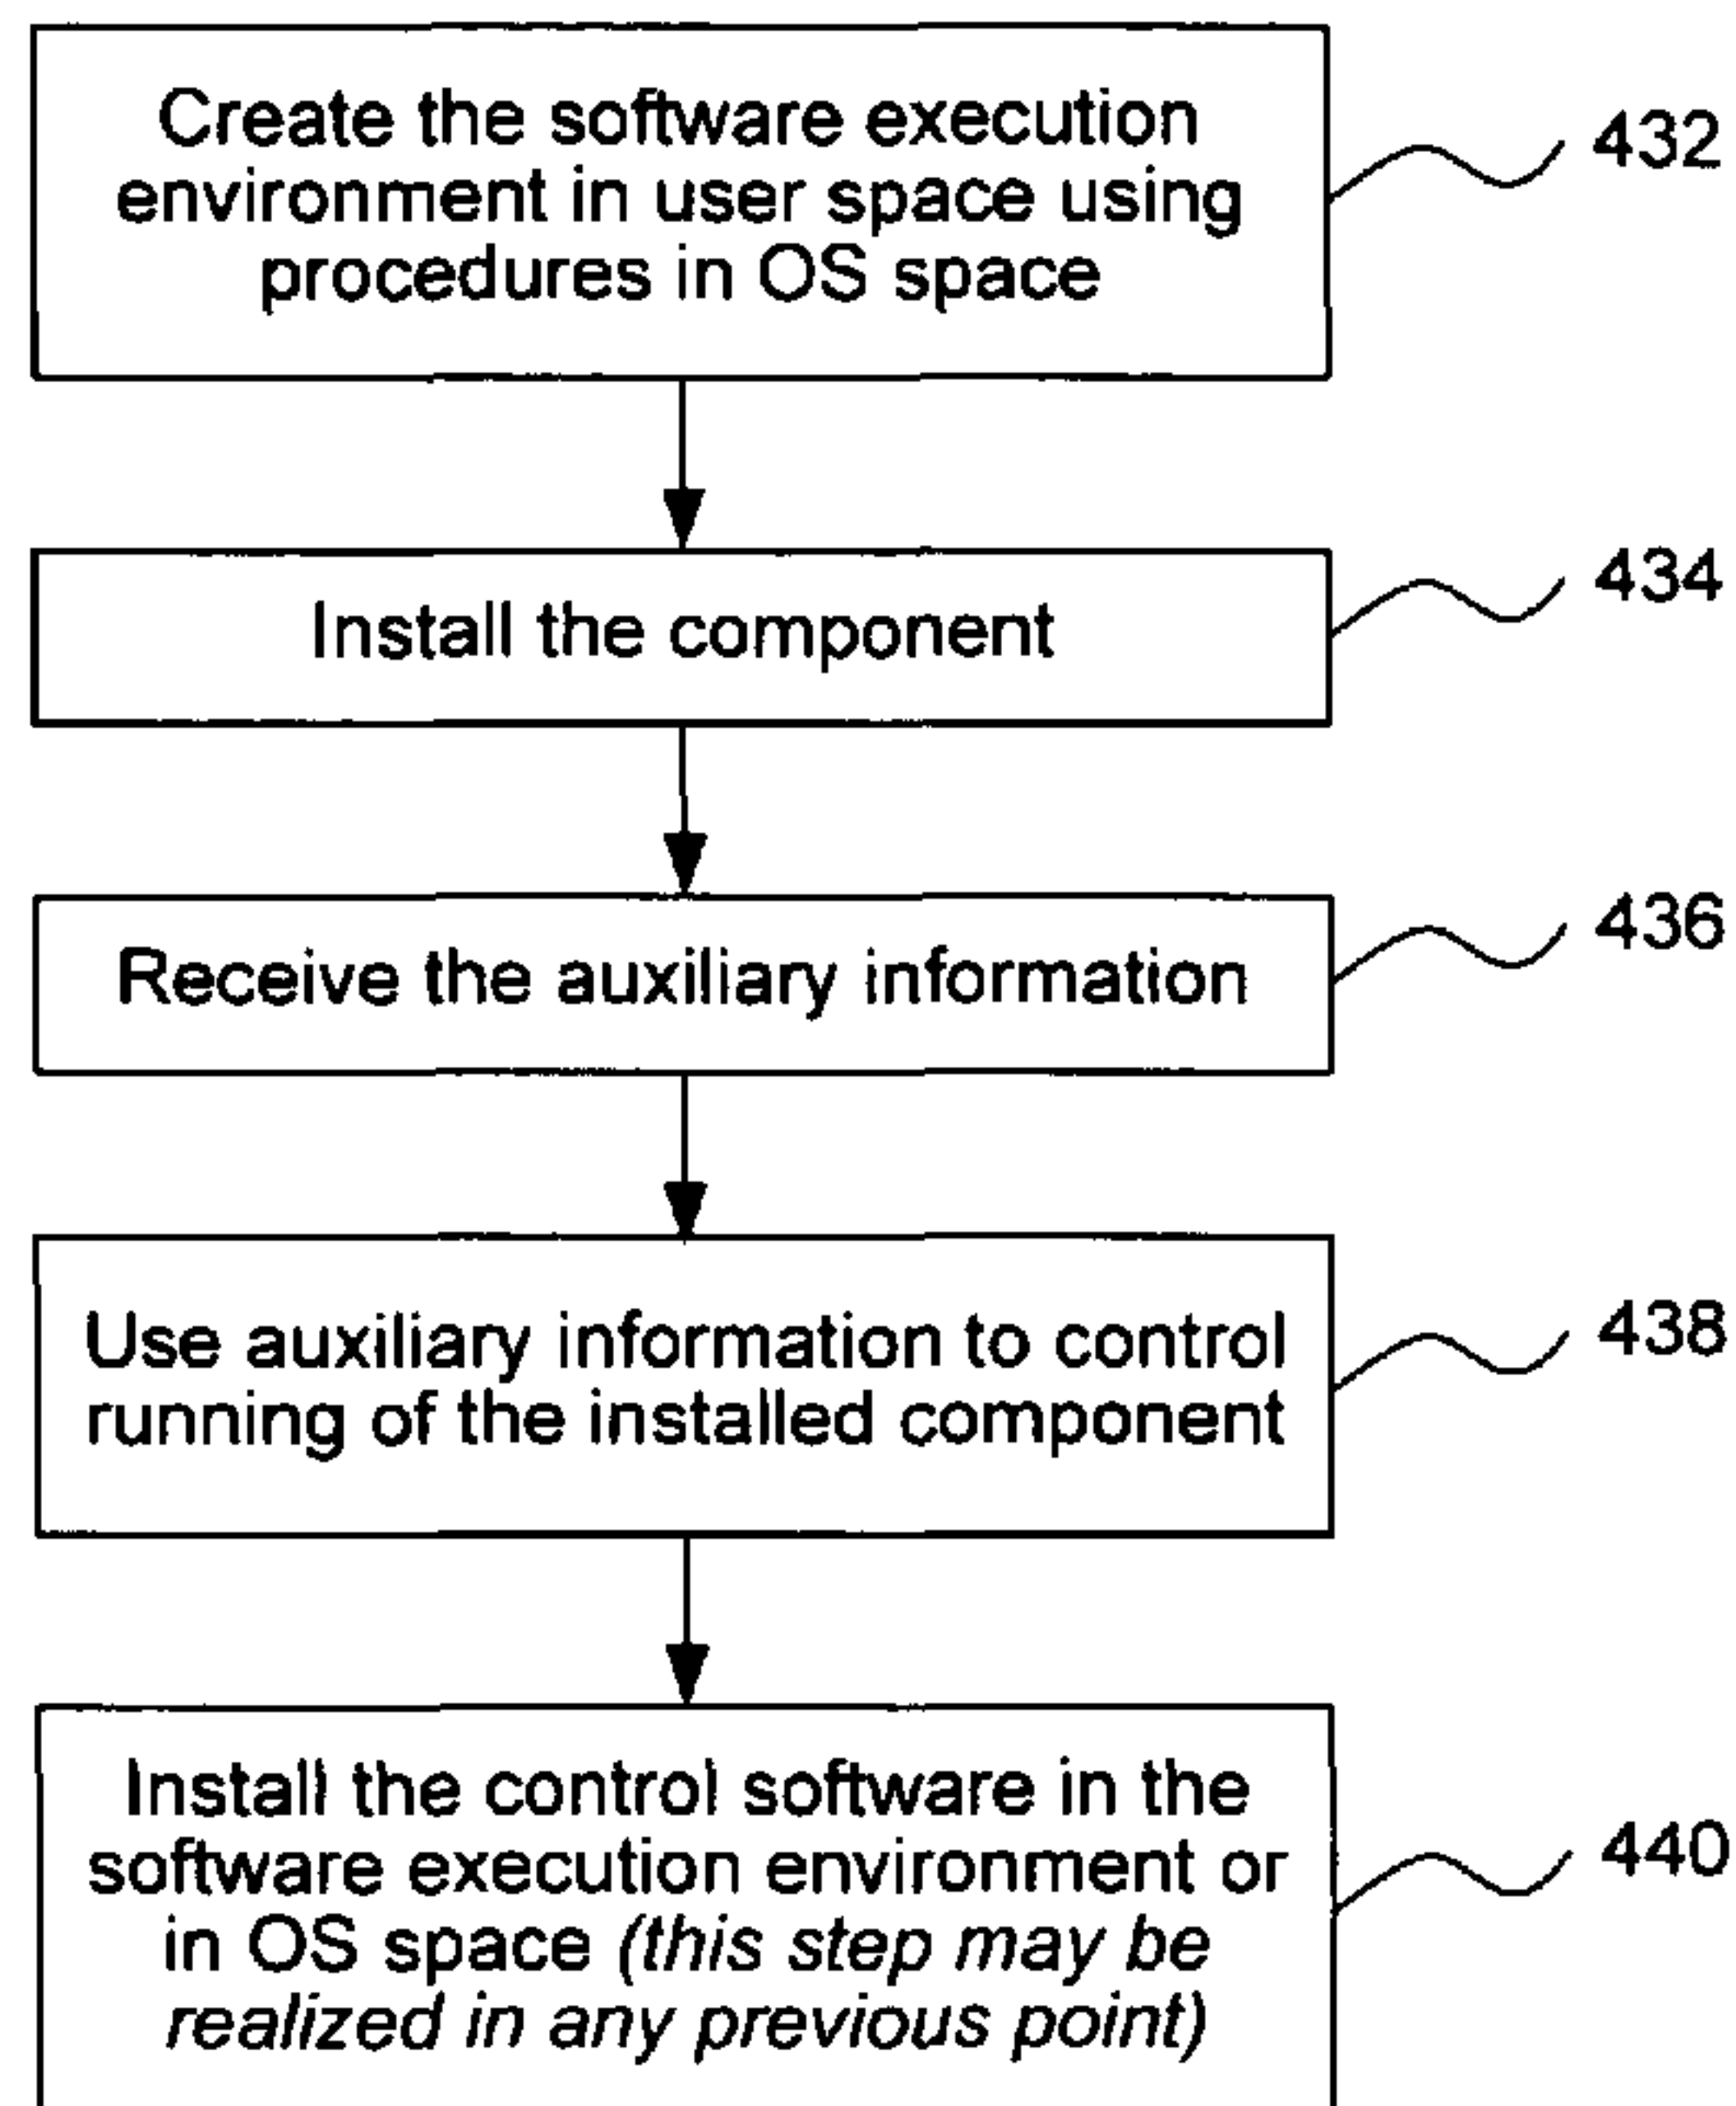 Create the software execution
environment in user space using
procedures in OS space
432
Install the component
434
Receive the auxiliary information
436
Use auxiliary information to control
running of the installed component
438
Install the control software in the
software execution environment or
in OS space (this step may be
realized in any previous point)
440